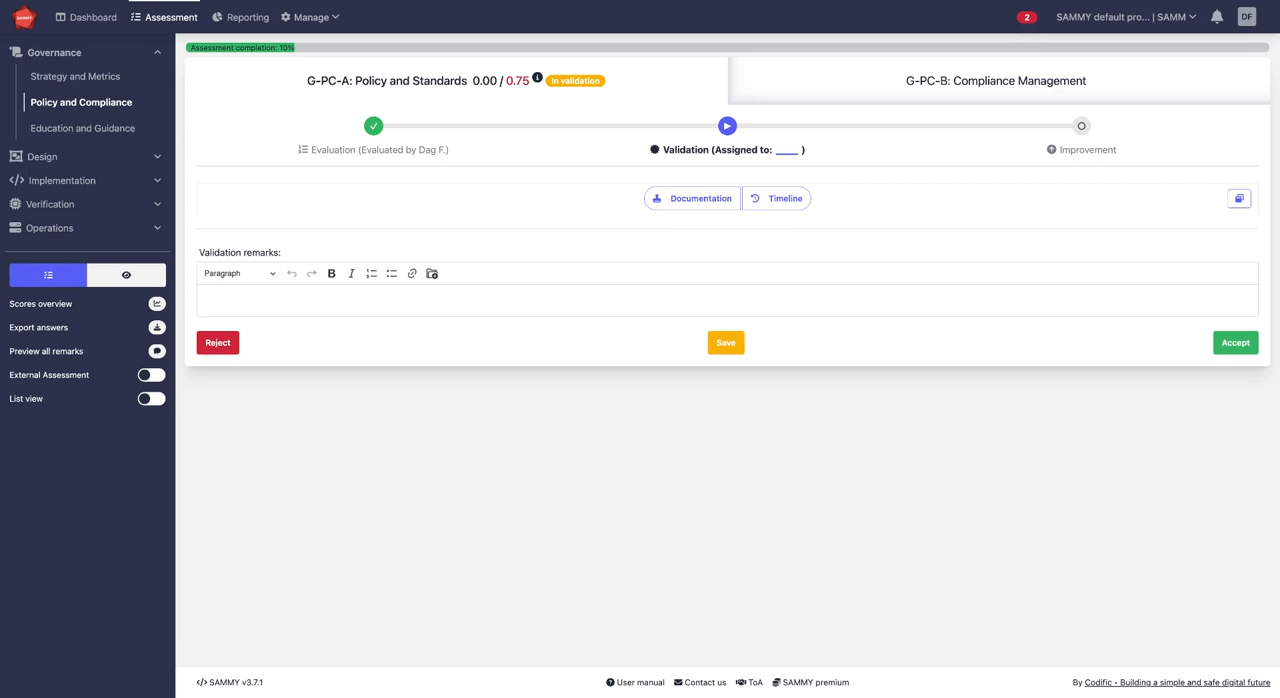 SAMMY
Dashboard
Assessment
Reporting
Manage
2
SAMMY default pro... | SAMM
DF
Governance
Strategy and Metrics
Policy and Compliance
Education and Guidance
Design
Implementation
Verification
Operations
Scores overview
Export answers
Preview all remarks
External Assessment
List view
Assessment completion: 10%
G-PC-A: Policy and Standards 0.00 / 0.75 In validation
G-PC-B: Compliance Management
Evaluation (Evaluated by Dag F.)
Validation (Assigned to: ____ )
Improvement
Documentation
Timeline
Validation remarks:
Paragraph
Reject
Save
Accept
SAMMY v3.7.1
User manual
Contact us
ToA
SAMMY premium
By Codific - Building a simple and safe digital future